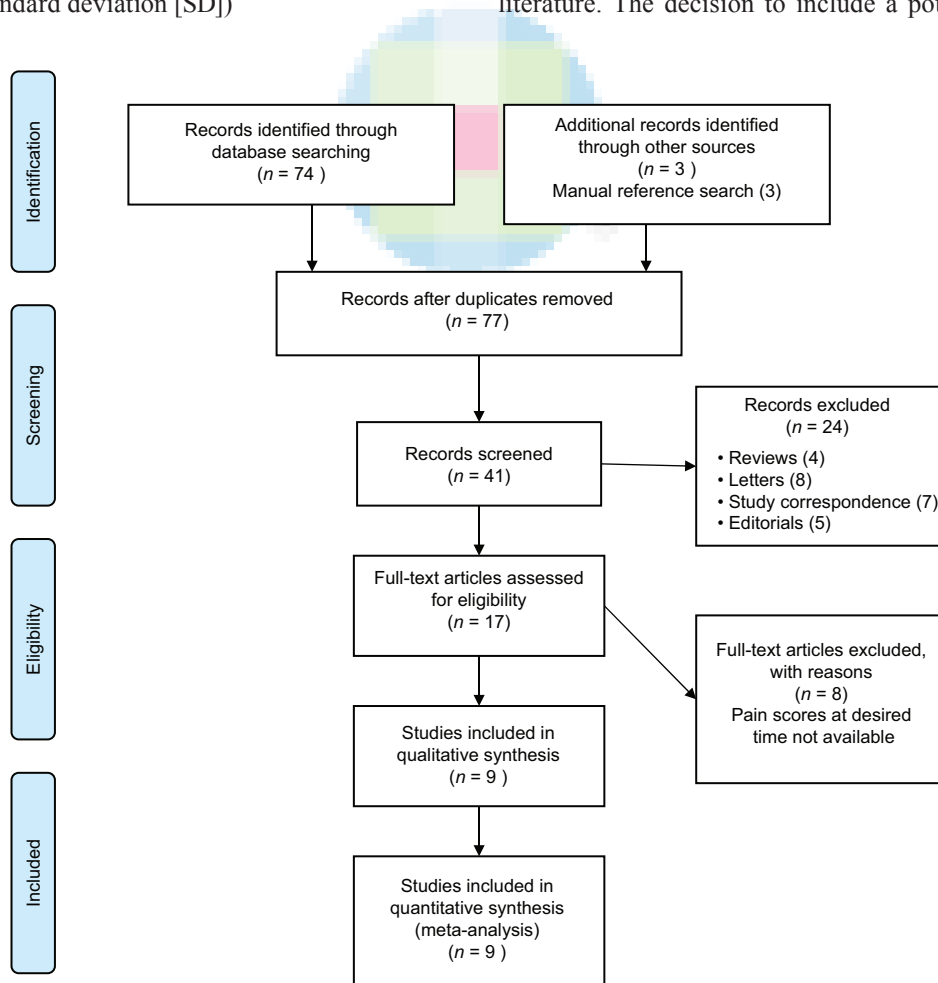 ndard deviation [SD])
literature. The decision to include a pot
Identification
Records identified through
database searching
(n = 74 )
Additional records identified
through other sources
(n = 3 )
Manual reference search (3)
Records after duplicates removed
(n = 77)
Screening
Records screened
(n = 41)
Records excluded
(n = 24)
• Reviews (4)
• Letters (8)
• Study correspondence (7)
• Editorials (5)
Eligibility
Full-text articles assessed
for eligibility
(n = 17)
Full-text articles excluded,
with reasons
(n = 8)
Pain scores at desired
time not available
Studies included in
qualitative synthesis
(n = 9 )
Included
Studies included in
quantitative synthesis
(meta-analysis)
(n = 9 )